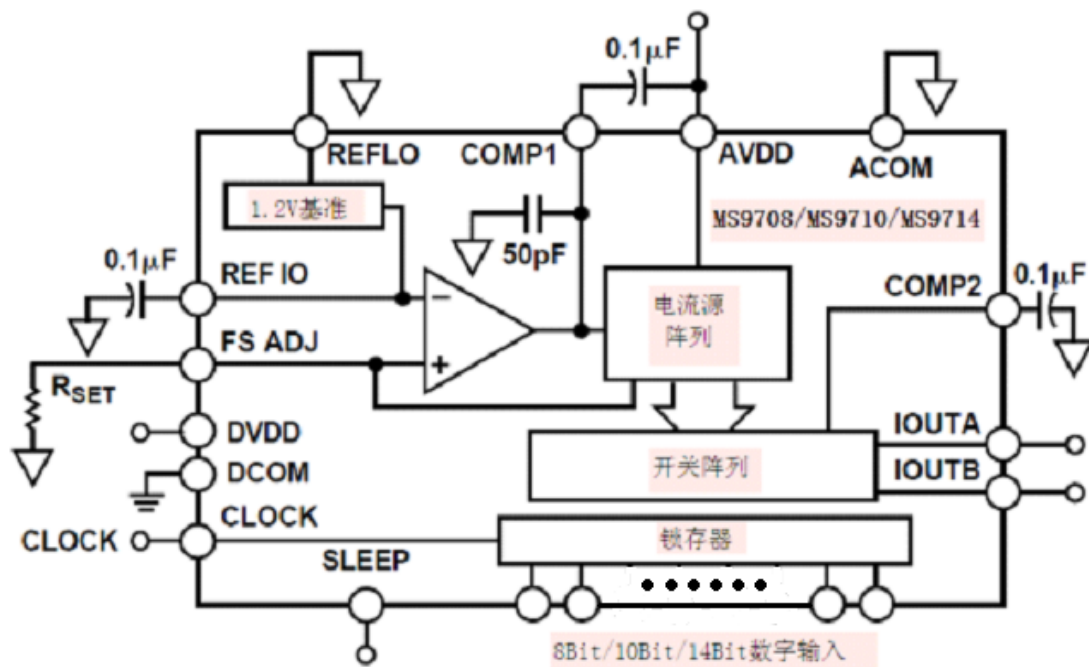 0.1µF
REFLO
COMP1
AVDD
ACOM
1.2V基准
50pF
MS9708/MS9710/MS9714
0.1µF
REF IO
COMP2
0.1µF
电流源
阵列
FS ADJ
RSET
DVDD
IOUTA
DCOM
开关阵列
IOUTB
CLOCK
CLOCK
锁存器
SLEEP
8Bit/10Bit/14Bit数字输入